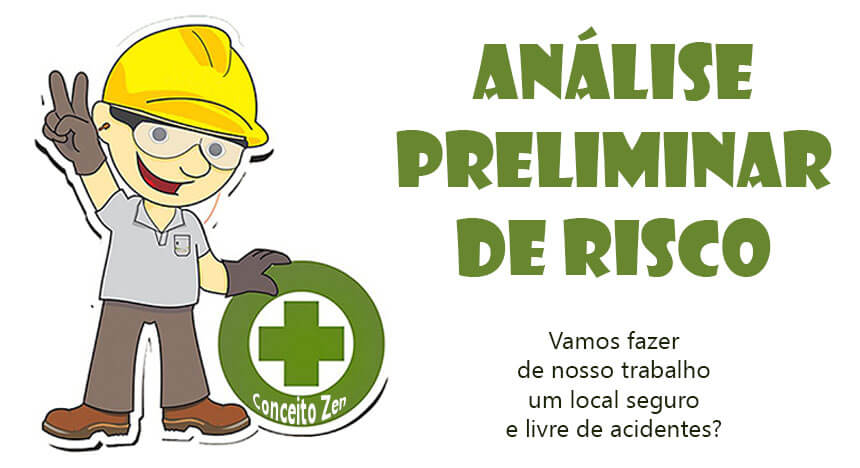 ANÁLISE
PRELIMINAR
DE RISCO
Vamos fazer
de nosso trabalho
um local seguro
e livre de acidentes?
Conceito Zen